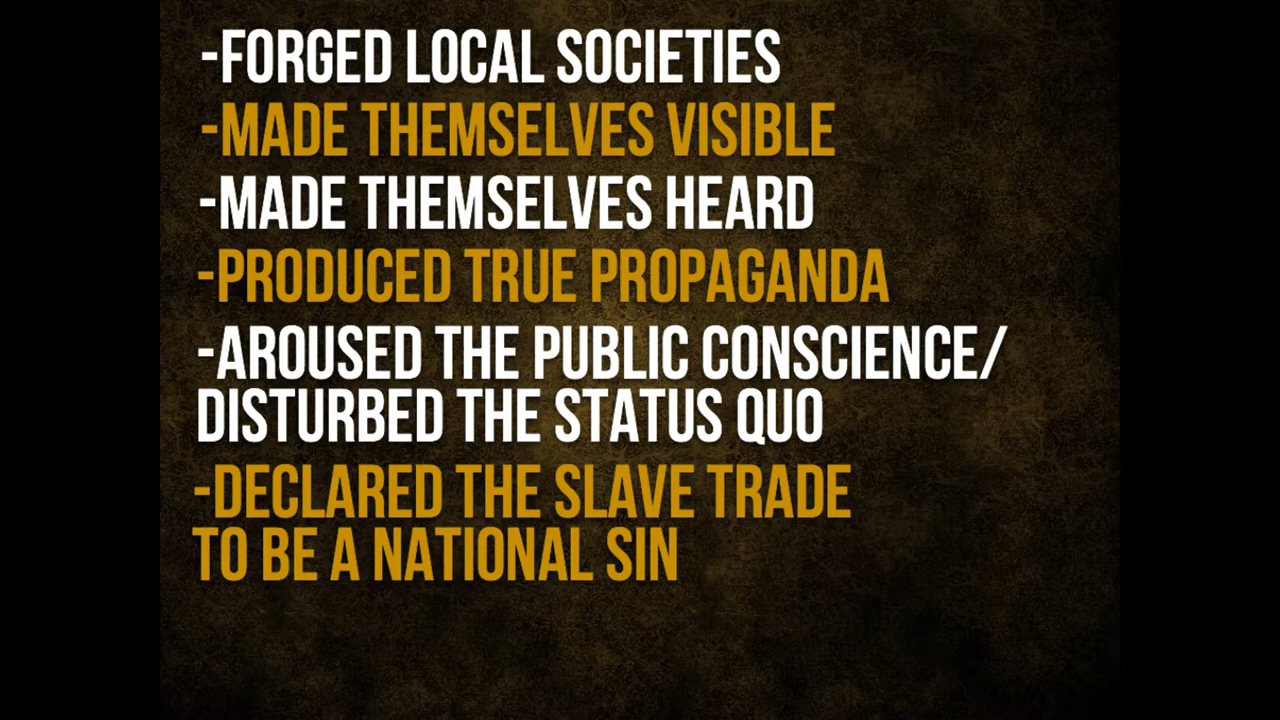 -FORGED LOCAL SOCIETIES
-MADE THEMSELVES VISIBLE
-MADE THEMSELVES HEARD
-PRODUCED TRUE PROPAGANDA
-AROUSED THE PUBLIC CONSCIENCE/
DISTURBED THE STATUS QUO
-DECLARED THE SLAVE TRADE
TO BE A NATIONAL SIN